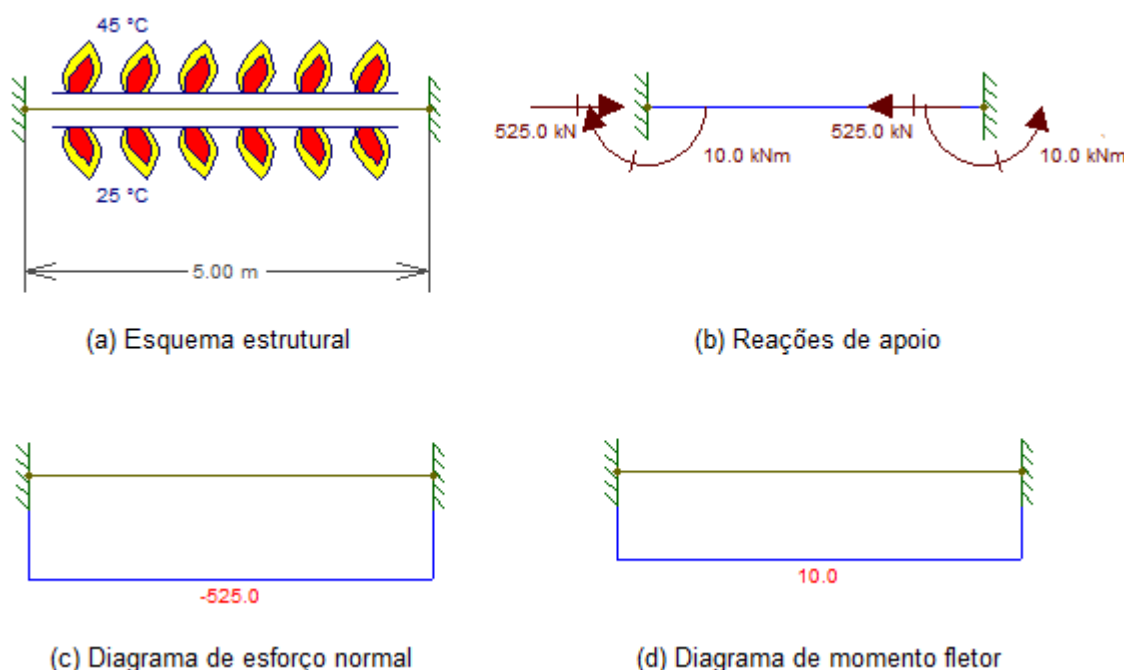 45 °C
25 °C
5.00 m
(a) Esquema estrutural
525.0 kN
10.0 kNm
525.0 kN
10.0 kNm
(b) Reações de apoio
-525.0
(c) Diagrama de esforço normal
10.0
(d) Diagrama de momento fletor